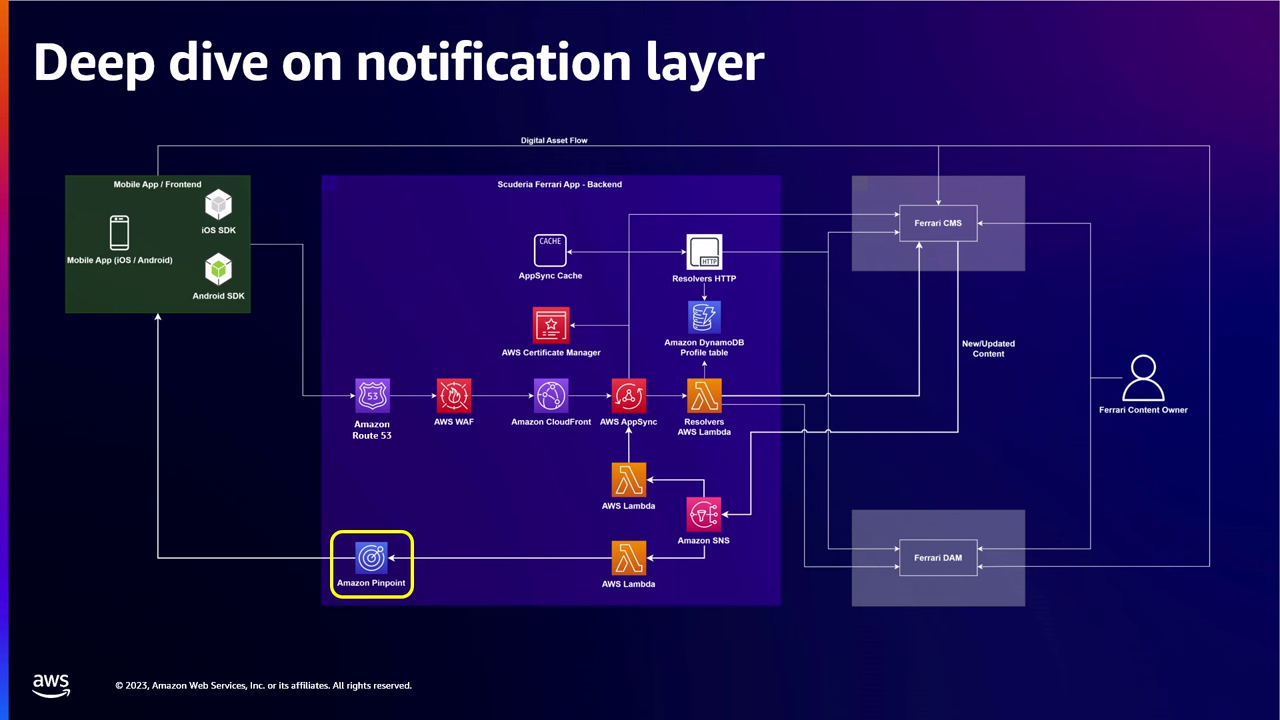 Deep dive on notification layer
Digital Asset Flow
Mobile App / Frontend
iOS SDK
Mobile App (iOS / Android)
Android SDK
Scuderia Ferrari App - Backend
CACHE
AppSync Cache
HTTP
Resolvers HTTP
AWS Certificate Manager
Amazon DynamoDB
Profile table
53
Amazon
Route 53
AWS WAF
Amazon CloudFront
AWS AppSync
Resolvers
AWS Lambda
AWS Lambda
Amazon SNS
AWS Lambda
Amazon Pinpoint
Ferrari CMS
New/Updated
Content
Ferrari Content Owner
Ferrari DAM
aws
© 2023, Amazon Web Services, Inc. or its affiliates. All rights reserved.